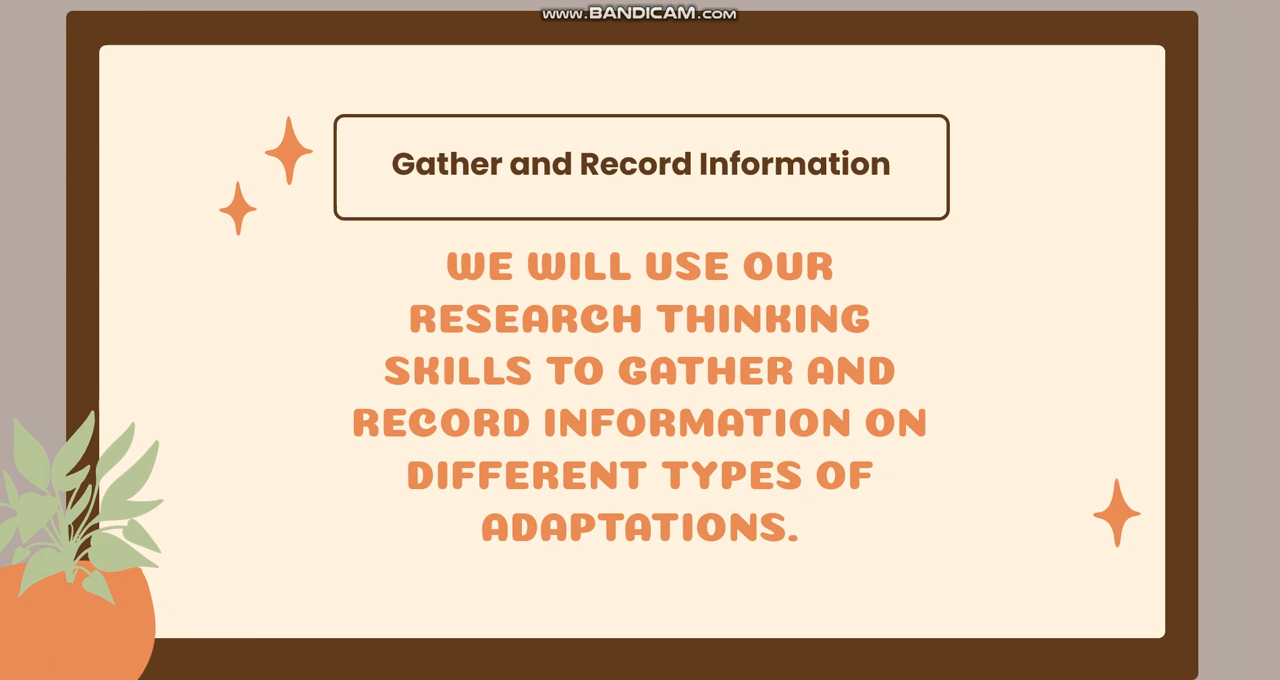 www.BANDICAM.com
Gather and Record Information
WE WILL USE OUR
RESEARCH THINKING
SKILLS TO GATHER AND
RECORD INFORMATION ON
DIFFERENT TYPES OF
ADAPTATIONS.